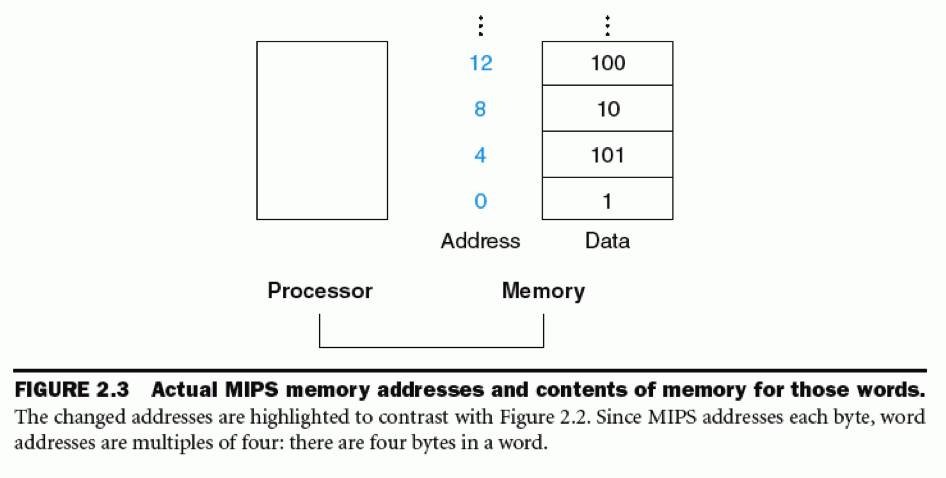 ⋮ ⋮
12 100
8 10
4 101
0 1
Address Data
Processor Memory
FIGURE 2.3 Actual MIPS memory addresses and contents of memory for those words.
The changed addresses are highlighted to contrast with Figure 2.2. Since MIPS addresses each byte, word
addresses are multiples of four: there are four bytes in a word.